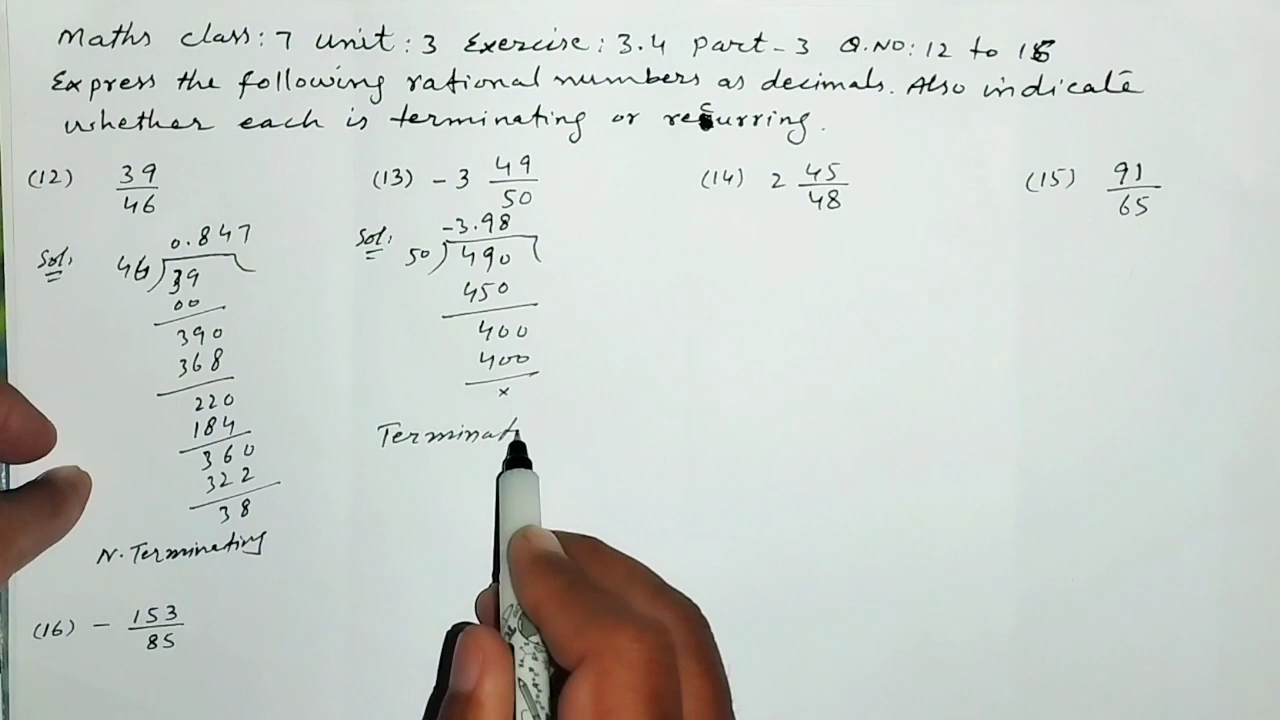 Maths class: 7 unit: 3 Exercise: 3.4 part-3 Q.NO: 12 to 16
Express the following rational numbers as decimals. Also indicate
whether each is terminating or recurring.
(12) 39/46
(13) -3 49/50
(14) 2 45/48
(15) 91/65
Sol:
0.847
46)39
00
390
368
220
184
360
322
38
N. Terminating
Sol:
-3.98
50)490
450
400
400
×
Terminat
(16) - 153/85